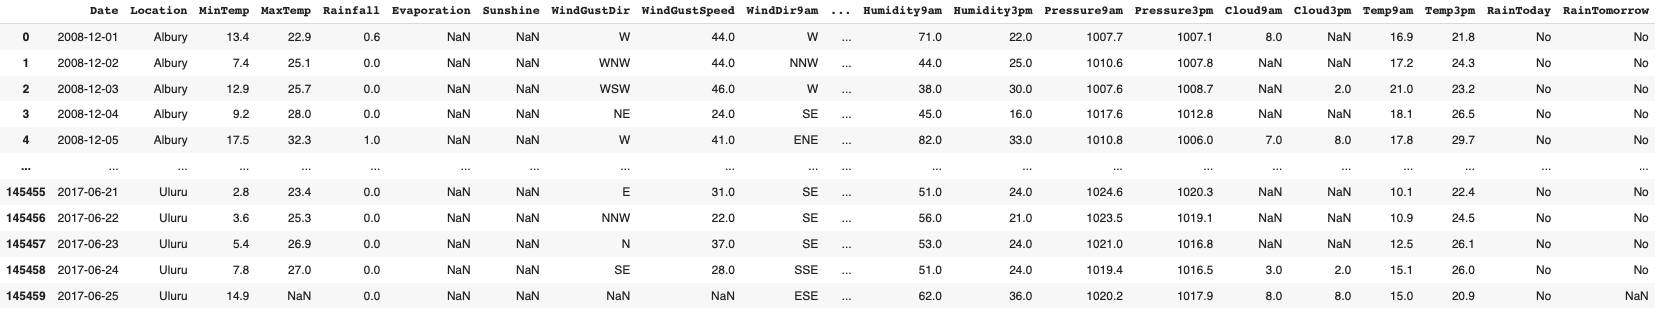 Date Location MinTemp MaxTemp Rainfall Evaporation Sunshine WindGustDir WindGustSpeed WindDir9am ... Humidity9am Humidity3pm Pressure9am Pressure3pm Cloud9am Cloud3pm Temp9am Temp3pm RainToday RainTomorrow
0 2008-12-01 Albury 13.4 22.9 0.6 NaN NaN W 44.0 W ... 71.0 22.0 1007.7 1007.1 8.0 NaN 16.9 21.8 No No
1 2008-12-02 Albury 7.4 25.1 0.0 NaN NaN WNW 44.0 NNW ... 44.0 25.0 1010.6 1007.8 NaN NaN 17.2 24.3 No No
2 2008-12-03 Albury 12.9 25.7 0.0 NaN NaN WSW 46.0 W ... 38.0 30.0 1007.6 1008.7 NaN 2.0 21.0 23.2 No No
3 2008-12-04 Albury 9.2 28.0 0.0 NaN NaN NE 24.0 SE ... 45.0 16.0 1017.6 1012.8 NaN NaN 18.1 26.5 No No
4 2008-12-05 Albury 17.5 32.3 1.0 NaN NaN W 41.0 ENE ... 82.0 33.0 1010.8 1006.0 7.0 8.0 17.8 29.7 No No
... ... ... ... ... ... ... ... ... ... ... ... ... ... ... ... ... ... ... ... ... ...
145455 2017-06-21 Uluru 2.8 23.4 0.0 NaN NaN E 31.0 SE ... 51.0 24.0 1024.6 1020.3 NaN NaN 10.1 22.4 No No
145456 2017-06-22 Uluru 3.6 25.3 0.0 NaN NaN NNW 22.0 SE ... 56.0 21.0 1023.5 1019.1 NaN NaN 10.9 24.5 No No
145457 2017-06-23 Uluru 5.4 26.9 0.0 NaN NaN N 37.0 SE ... 53.0 24.0 1021.0 1016.8 NaN NaN 12.5 26.1 No No
145458 2017-06-24 Uluru 7.8 27.0 0.0 NaN NaN SE 28.0 SSE ... 51.0 24.0 1019.4 1016.5 3.0 2.0 15.1 26.0 No No
145459 2017-06-25 Uluru 14.9 NaN 0.0 NaN NaN NaN NaN ESE ... 62.0 36.0 1020.2 1017.9 8.0 8.0 15.0 20.9 No NaN